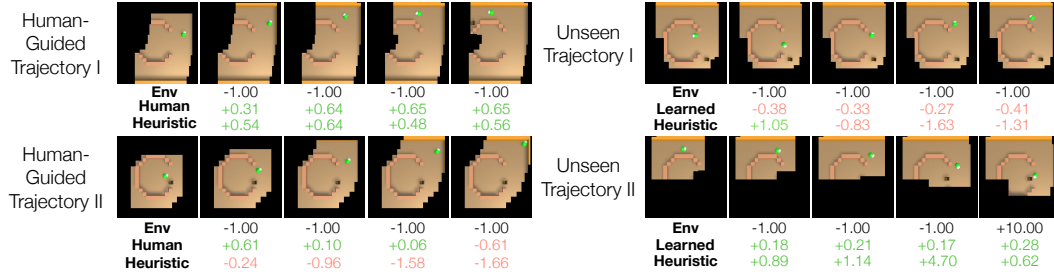 Human-
Guided
Trajectory I
Env -1.00 -1.00 -1.00 -1.00 -1.00
Human +0.31 +0.64 +0.65 +0.65
Heuristic +0.54 +0.64 +0.48 +0.56
Unseen
Trajectory I
Env -1.00 -1.00 -1.00 -1.00
Learned -0.38 -0.33 -0.27 -0.41
Heuristic +1.05 -0.83 -1.63 -1.31
Human-
Guided
Trajectory II
Env -1.00 -1.00 -1.00 -1.00
Human +0.61 +0.10 +0.06 -0.61
Heuristic -0.24 -0.96 -1.58 -1.66
Unseen
Trajectory II
Env -1.00 -1.00 -1.00 +10.00
Learned +0.18 +0.21 +0.17 +0.28
Heuristic +0.89 +1.14 +4.70 +0.62